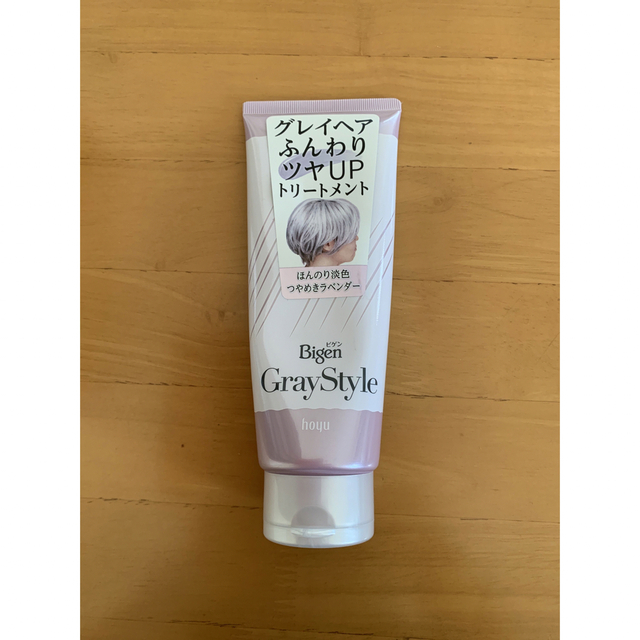 グレイヘア
ふんわり
ツヤUP
トリートメント
ほんのり淡色
つやめきラベンダー
ビゲン
Bigen
GrayStyle
hoyu